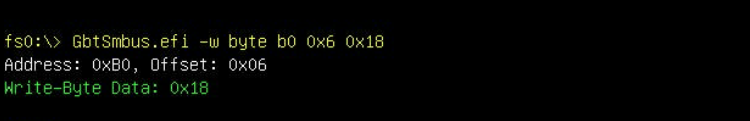 fs0:\> GbtSmbus.efi -w byte b0 0x6 0x18
Address: 0xB0, Offset: 0x06
Write-Byte Data: 0x18